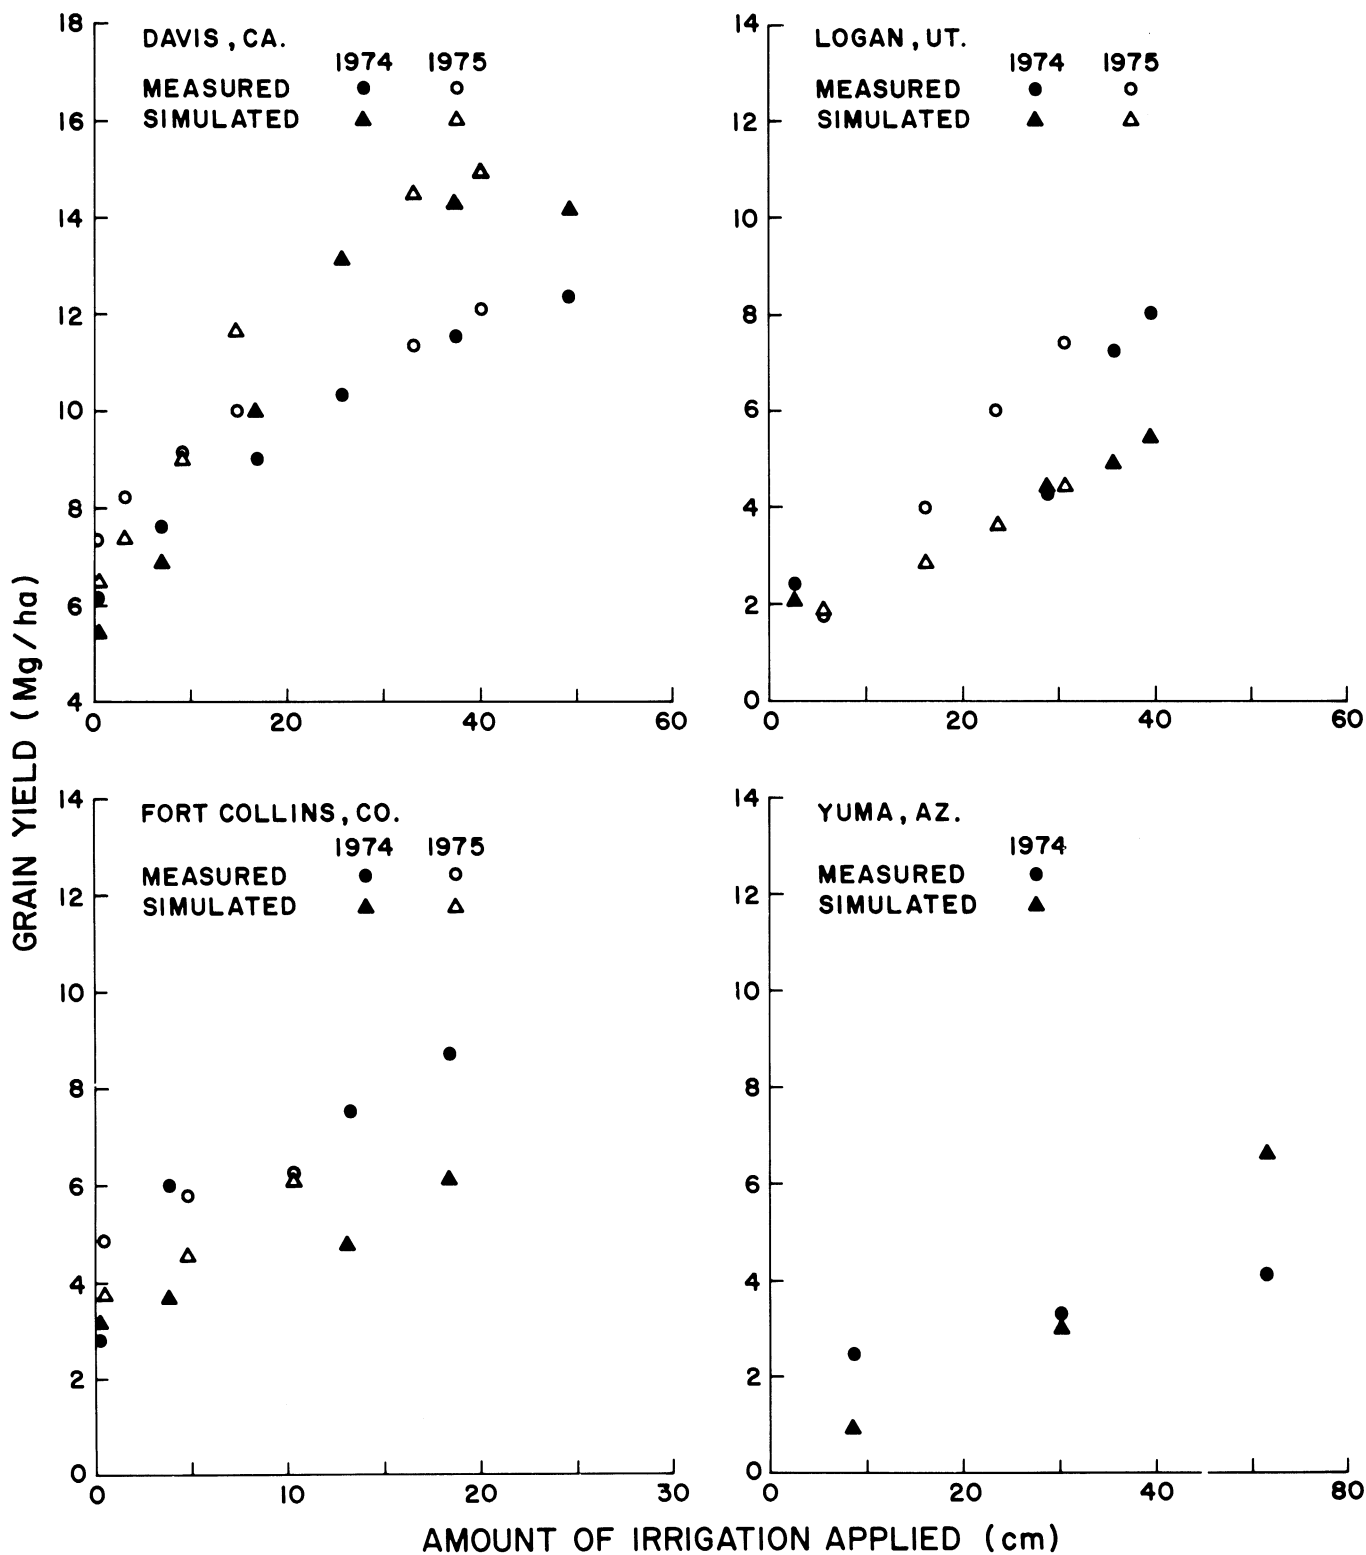 DAVIS, CA.
1974 1975
MEASURED
SIMULATED
18
16
14
12
10
8
6
4
0 20 40 60
LOGAN, UT.
1974 1975
MEASURED
SIMULATED
14
12
10
8
6
4
2
0
0 20 40 60
GRAIN YIELD (Mg/ha)
FORT COLLINS, CO.
1974 1975
MEASURED
SIMULATED
14
12
10
8
6
4
2
0
0 10 20 30
YUMA, AZ.
1974
MEASURED
SIMULATED
14
12
10
8
6
4
2
0
0 20 40 80
AMOUNT OF IRRIGATION APPLIED (cm)